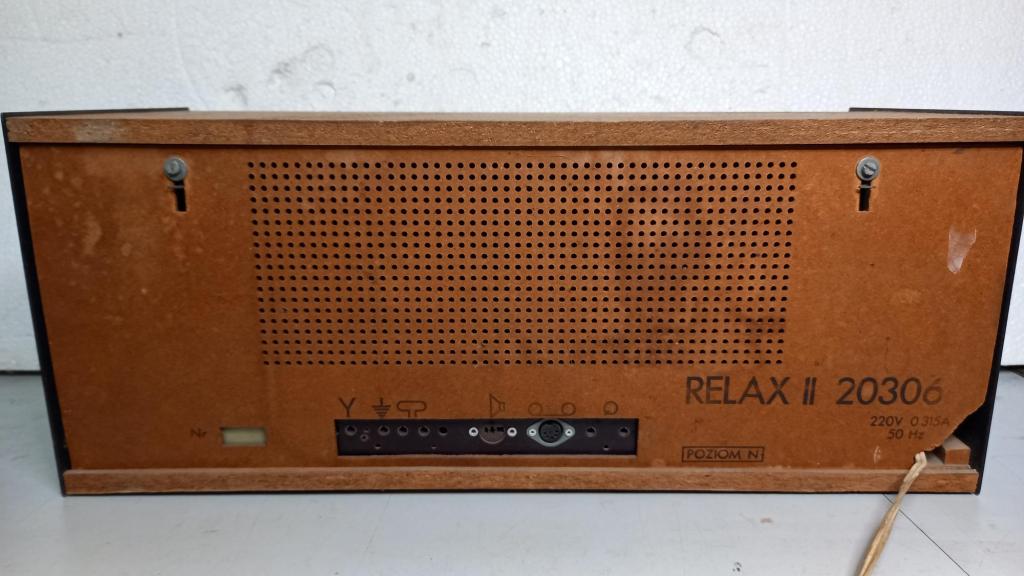 RELAX II 20306
220V 0.315A
50 Hz
Nr
POZIOM N